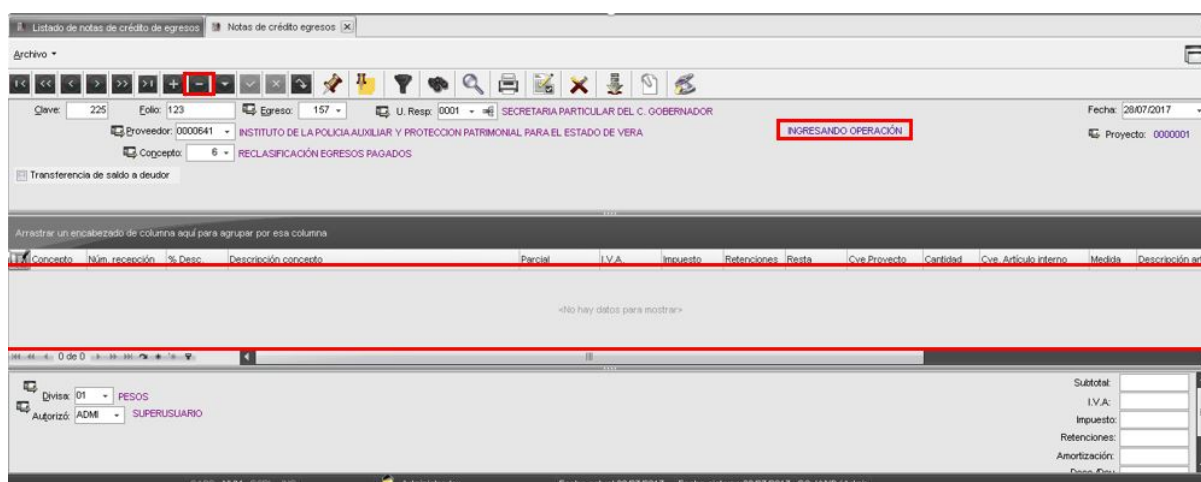 Listado de notas de crédito de egresos Notas de crédito egresos
Archivo
Clave: 225 Folio: 123 Egreso: 157 U. Resp: 0001 SECRETARIA PARTICULAR DEL C. GOBERNADOR Fecha: 28/07/2017
Proveedor: 0000641 INSTITUTO DE LA POLICIA AUXILIAR Y PROTECCION PATRIMONIAL PARA EL ESTADO DE VERA INGRESANDO OPERACIÓN Proyecto: 0000001
Concepto: 6 RECLASIFICACIÓN EGRESOS PAGADOS
Transferencia de saldo a deudor
Arrastrar un encabezado de columna aquí para agrupar por esa columna
Concepto Núm. recepción % Desc. Descripción concepto Parcial I.V.A. Impuesto Retenciones Resta Cve Proyecto Cantidad Cve. Artículo interno Medida Descripción art
<No hay datos para mostrar>
0 de 0
Divisa: 01 PESOS Subtotal:
Autorizó: ADMI SUPERUSUARIO I.V.A:
Impuesto:
Retenciones:
Amortización: